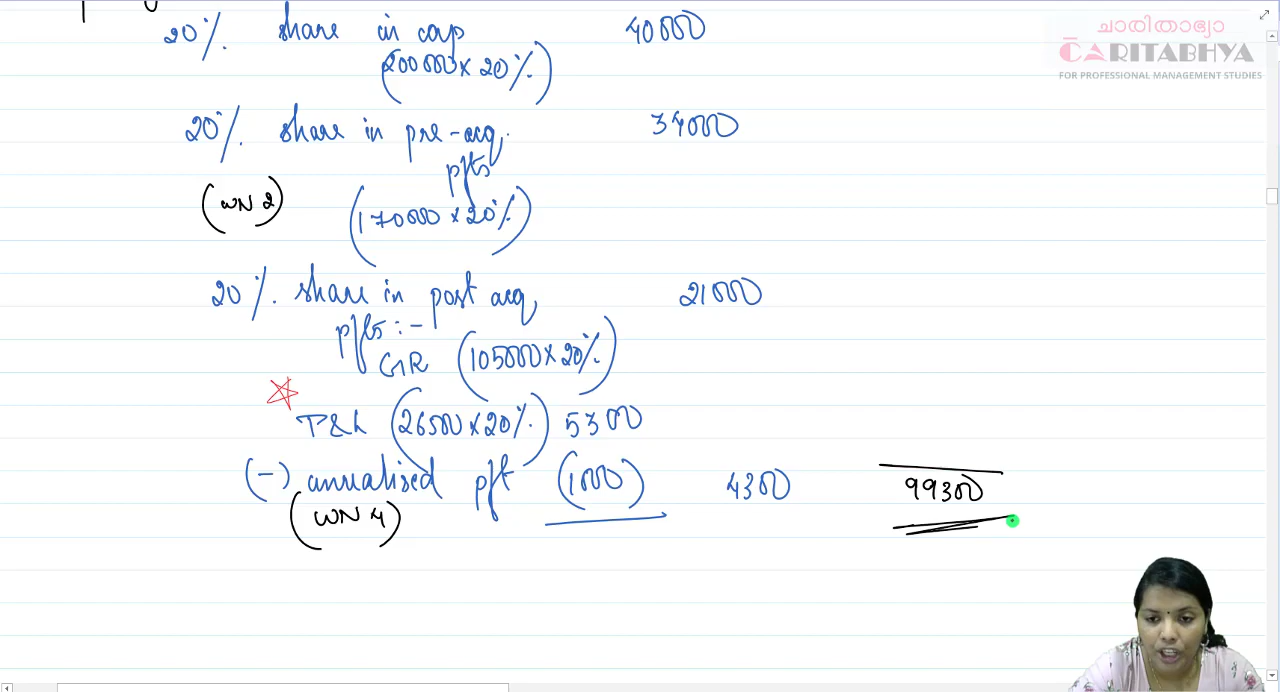 ചാരിതാഭ്യാ
CARITABHYA
FOR PROFESSIONAL MANAGEMENT STUDIES
20% share in cap 40000
(200000 x 20%)
20% share in pre-acq. 34000
pfts
(WN 2) (170000 x 20%)
20% share in post acq. 21000
pfts :-
GR (105000 x 20%)
P&L (26500 x 20%) 5300
(-) unrealised pft (1000) 4300 99300
(WN 4)